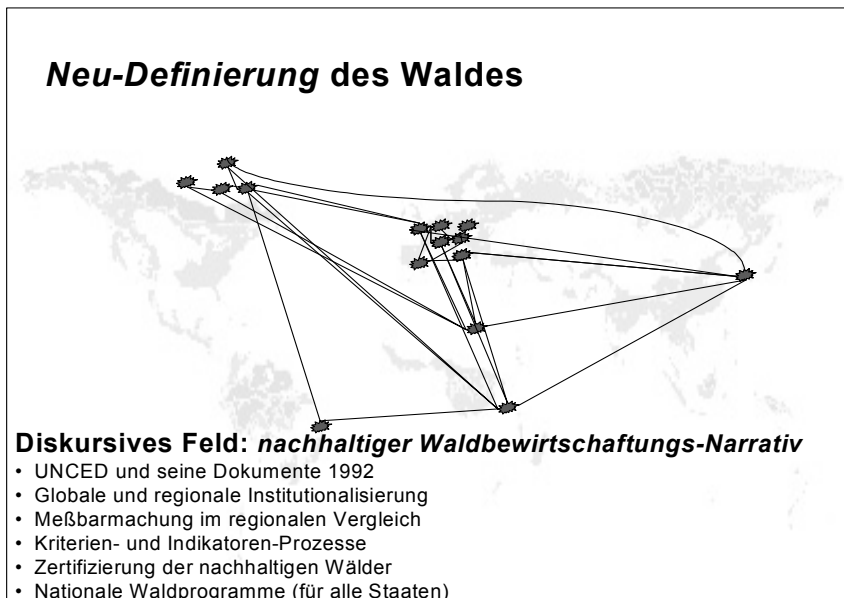 Neu-Definierung des Waldes
Diskursives Feld: nachhaltiger Waldbewirtschaftungs-Narrativ
• UNCED und seine Dokumente 1992
• Globale und regionale Institutionalisierung
• Meßbarmachung im regionalen Vergleich
• Kriterien- und Indikatoren-Prozesse
• Zertifizierung der nachhaltigen Wälder
• Nationale Waldprogramme (für alle Staaten)